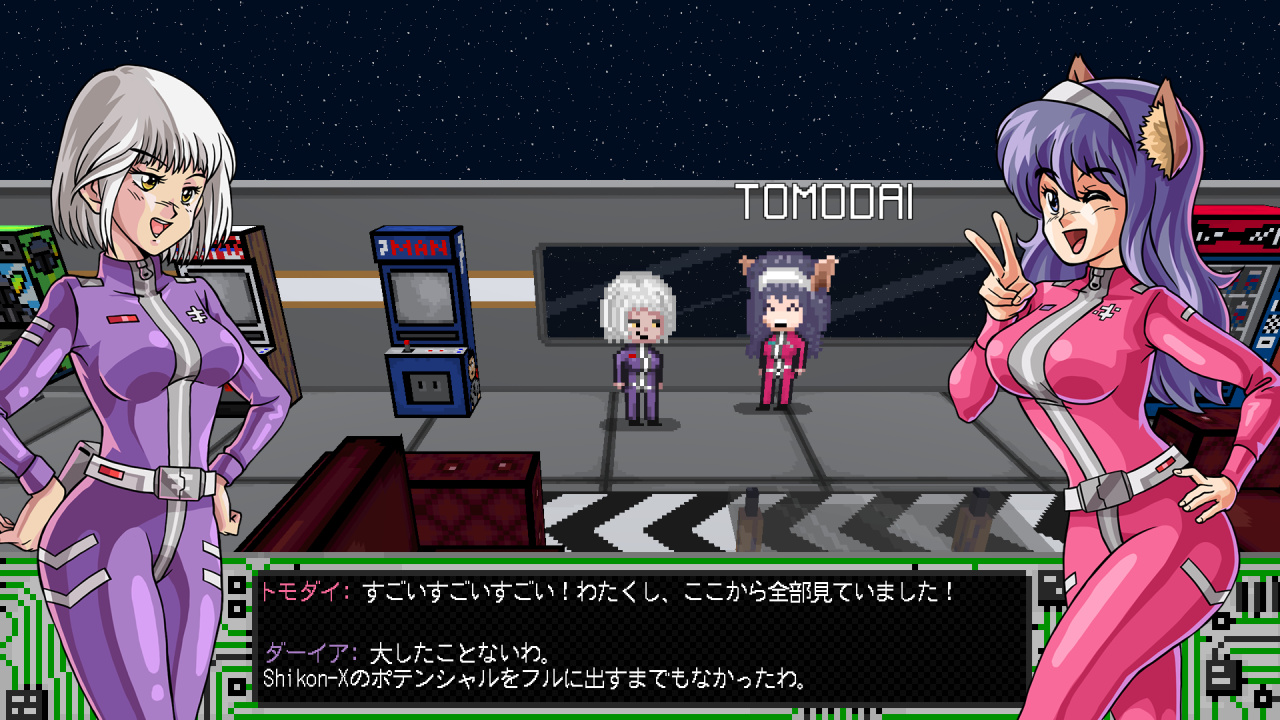 TOMODAI
?MAN
トモダイ: すごいすごいすごい！わたくし、ここから全部見ていました！
ダーイア: 大したことないわ。
Shikon-Xのポテンシャルをフルに出すまでもなかったわ。